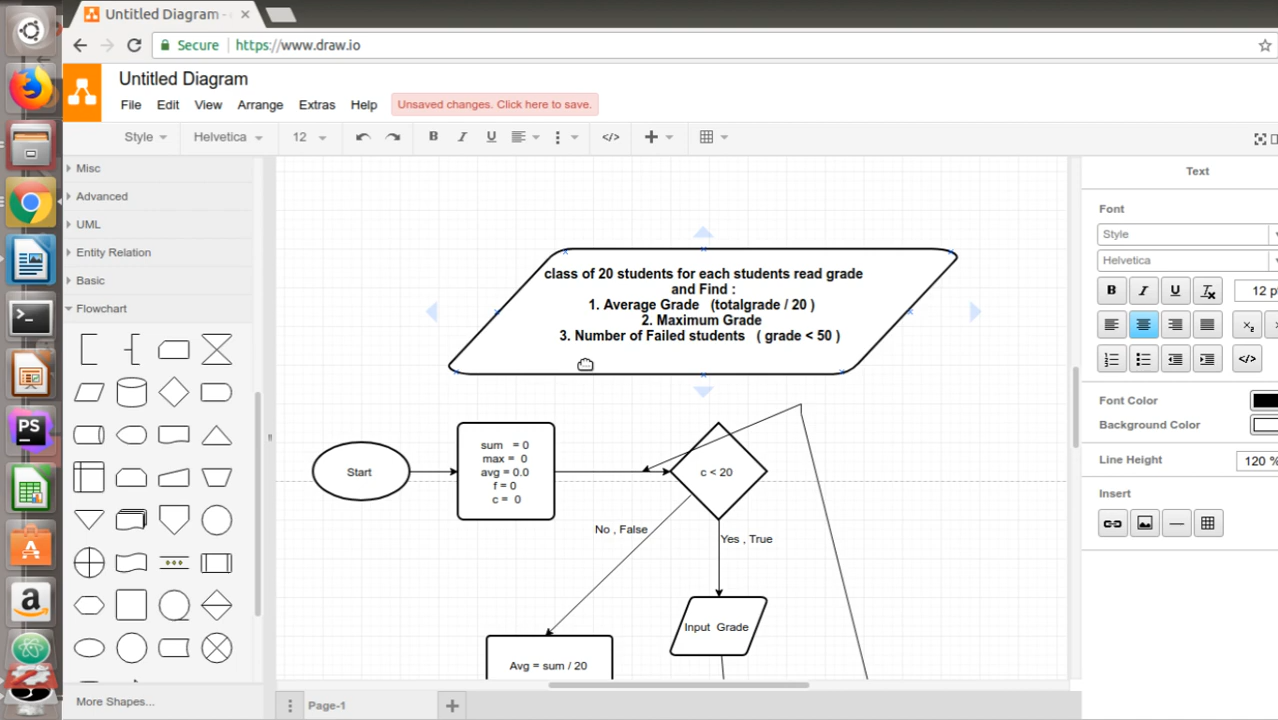 Untitled Diagram -
Secure
https://www.draw.io
Untitled Diagram
File Edit View Arrange Extras Help
Unsaved changes. Click here to save.
Style Helvetica 12 B I U </>
Misc
Advanced
UML
Entity Relation
Basic
Flowchart
More Shapes...
class of 20 students for each students read grade
and Find :
1. Average Grade (totalgrade / 20 )
2. Maximum Grade
3. Number of Failed students ( grade < 50 )
Start
sum = 0
max = 0
avg = 0.0
f = 0
c = 0
c < 20
No , False
Yes , True
Input Grade
Avg = sum / 20
Page-1
Text
Font
Style
Helvetica
B I U T 12 p
Font Color
Background Color
Line Height 120 %
Insert
PS
a
A